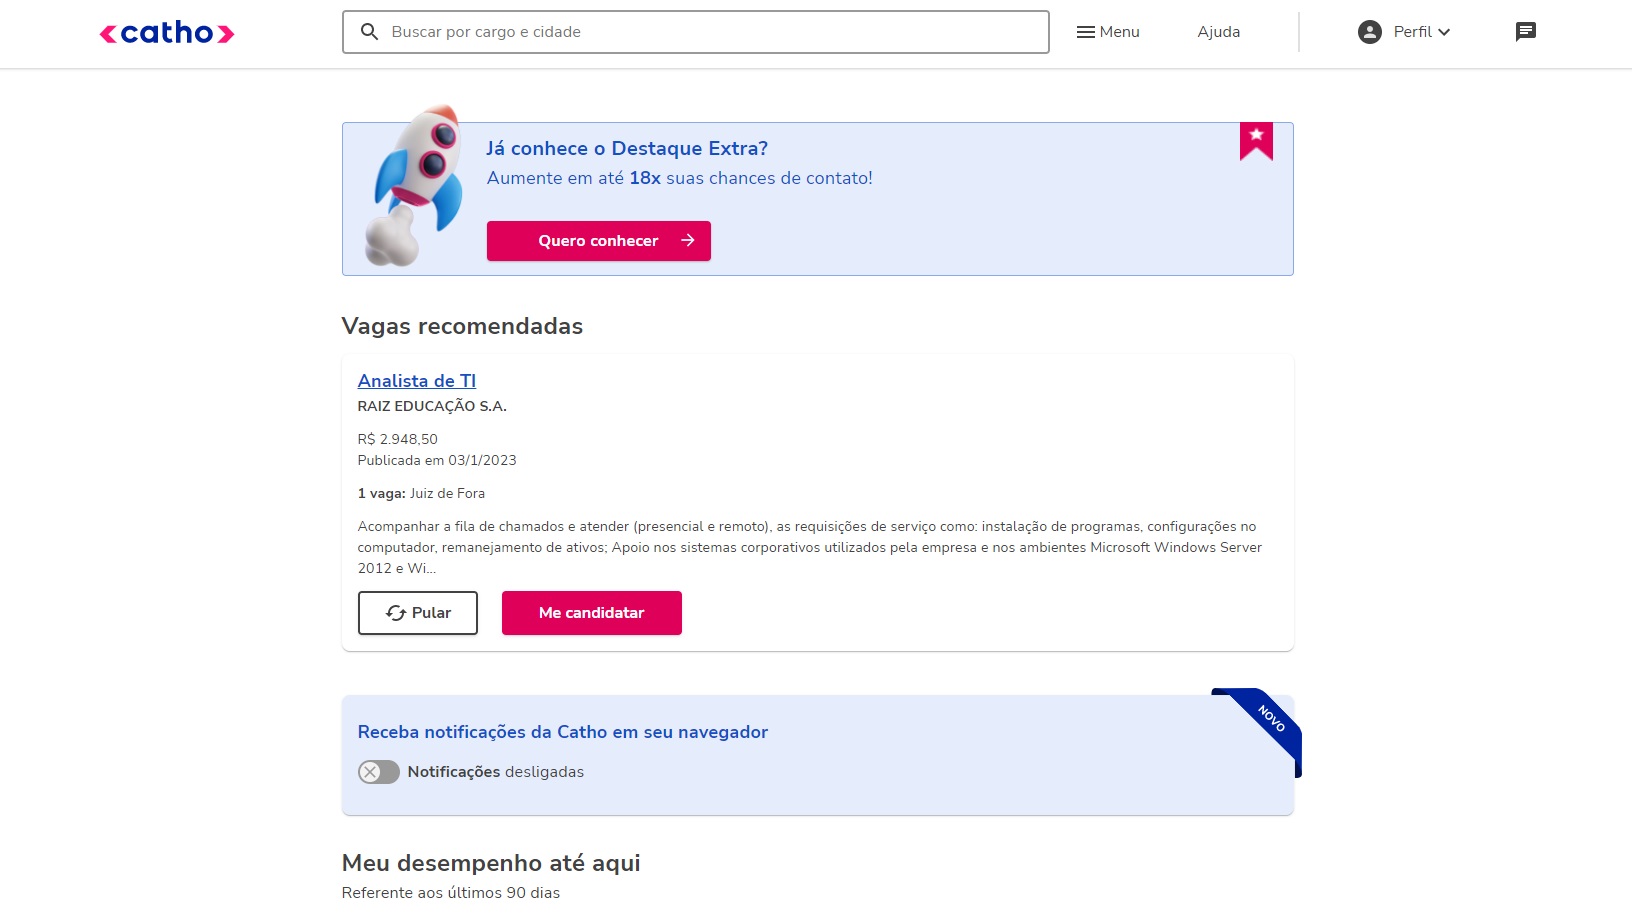 catho
Buscar por cargo e cidade
Menu
Ajuda
Perfil
Já conhece o Destaque Extra?
Aumente em até 18x suas chances de contato!
Quero conhecer
Vagas recomendadas
Analista de TI
RAIZ EDUCAÇÃO S.A.
R$ 2.948,50
Publicada em 03/1/2023
1 vaga: Juiz de Fora
Acompanhar a fila de chamados e atender (presencial e remoto), as requisições de serviço como: instalação de programas, configurações no
computador, remanejamento de ativos; Apoio nos sistemas corporativos utilizados pela empresa e nos ambientes Microsoft Windows Server
2012 e Wi...
Pular
Me candidatar
NOVO
Receba notificações da Catho em seu navegador
Notificações desligadas
Meu desempenho até aqui
Referente aos últimos 90 dias